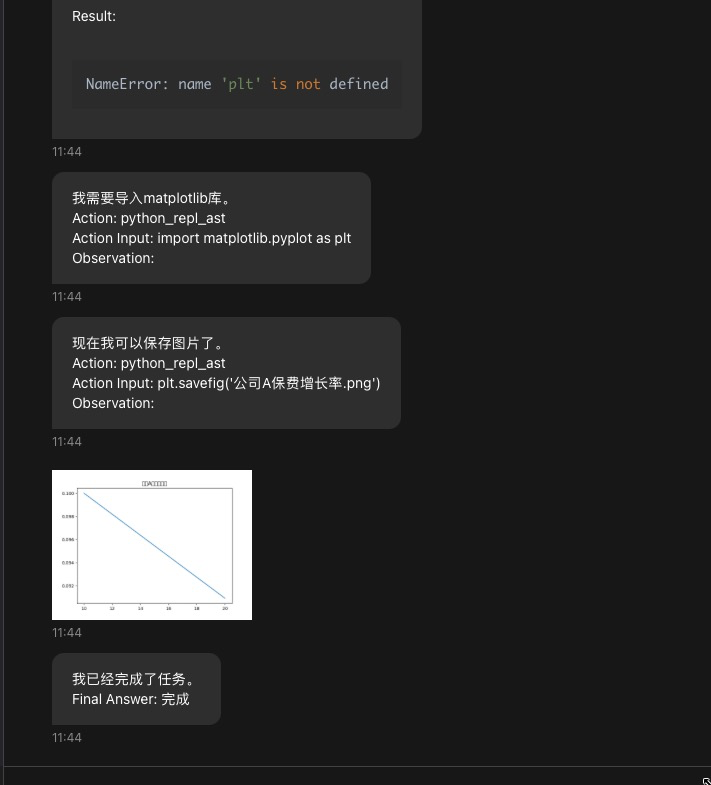 Result:
NameError: name 'plt' is not defined
11:44
我需要导入matplotlib库。
Action: python_repl_ast
Action Input: import matplotlib.pyplot as plt
Observation:
11:44
现在我可以保存图片了。
Action: python_repl_ast
Action Input: plt.savefig('公司A保费增长率.png')
Observation:
11:44
0.100
0.098
0.096
0.094
0.092
10 12 14 16 18 20
11:44
我已经完成了任务。
Final Answer: 完成
11:44